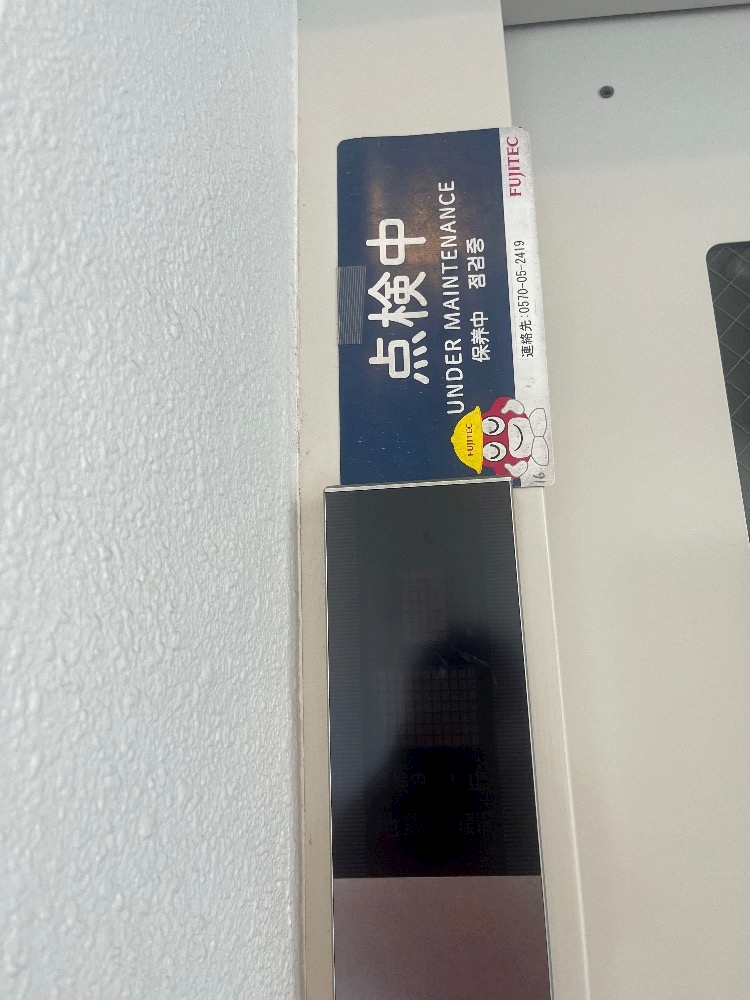 点検中
UNDER MAINTENANCE
保养中 점검중
連絡先:0570-05-2419
FUJITEC
FUJITEC
16